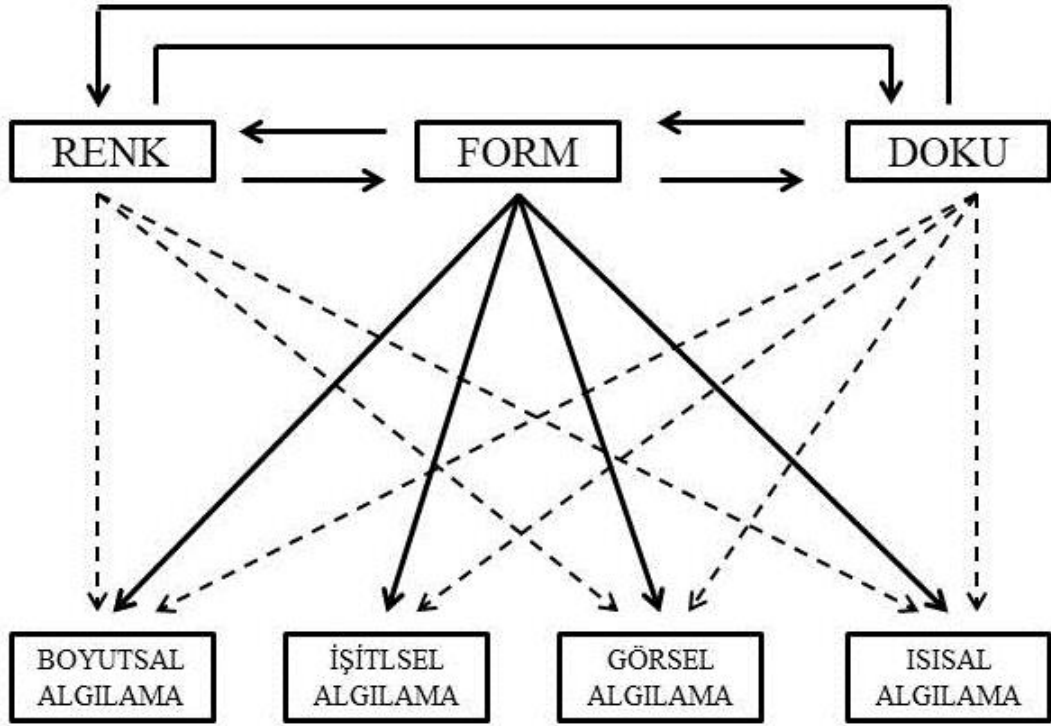 RENK
FORM
DOKU
BOYUTSAL
ALGILAMA
İŞİTLSEL
ALGILAMA
GÖRSEL
ALGILAMA
ISISAL
ALGILAMA